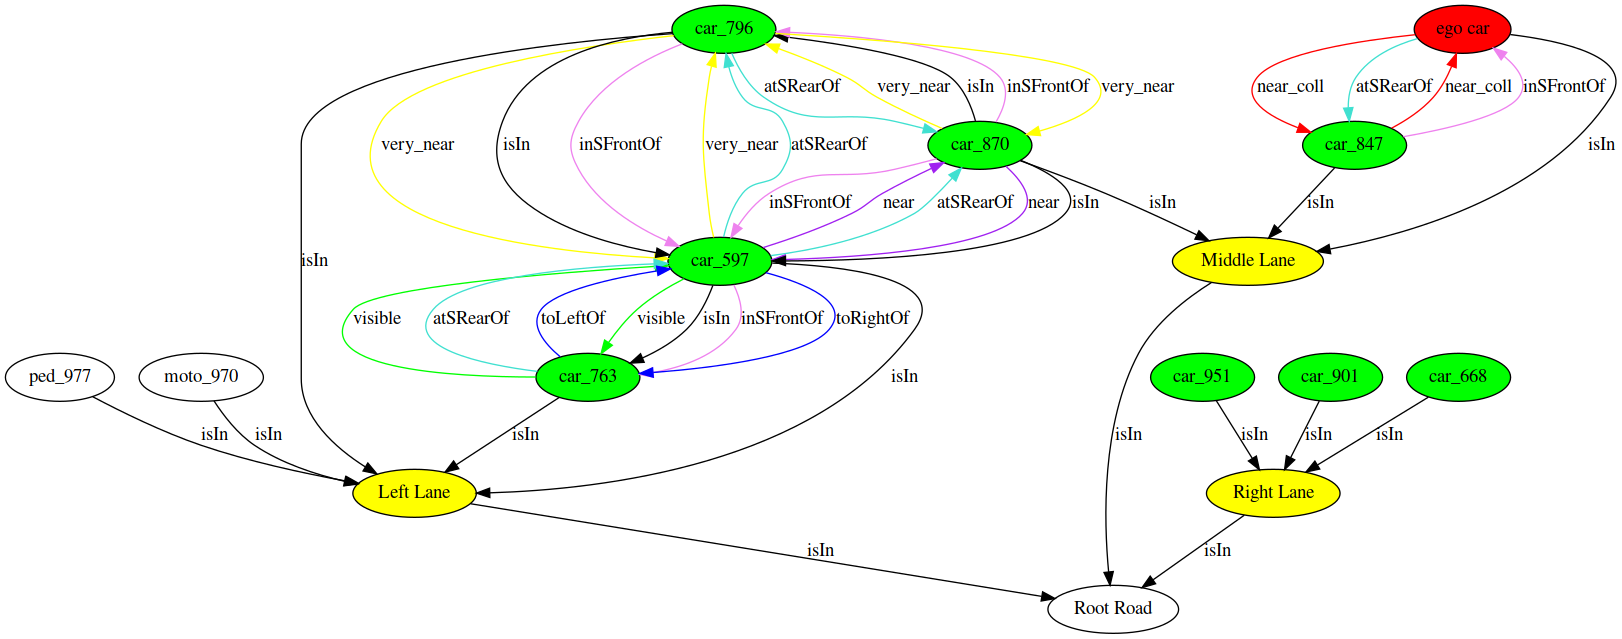 car_796
ego car
atSRearOf
very_near
isIn
inSFrontOf
very_near
near_coll
atSRearOf
near_coll
inSFrontOf
very_near
isIn
inSFrontOf
very_near
atSRearOf
car_870
car_847
isIn
inSFrontOf
near
atSRearOf
near
isIn
isIn
isIn
isIn
car_597
Middle Lane
visible
atSRearOf
toLeftOf
visible
isIn
inSFrontOf
toRightOf
ped_977
moto_970
car_763
isIn
car_951
car_901
car_668
isIn
isIn
isIn
isIn
isIn
isIn
isIn
Left Lane
Right Lane
isIn
isIn
Root Road